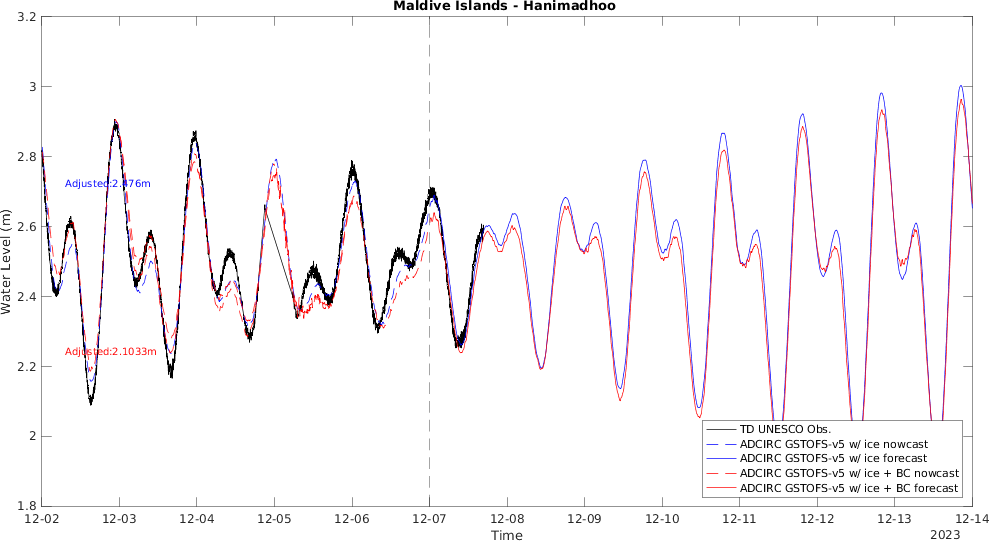 Maldive Islands - Hanimadhoo
3.2
3
2.8
2.6
2.4
2.2
2
1.8
Water Level (m)
Adjusted:2.476m
Adjusted:2.1033m
TD UNESCO Obs.
ADCIRC GSTOFS-v5 w/ ice nowcast
ADCIRC GSTOFS-v5 w/ ice forecast
ADCIRC GSTOFS-v5 w/ ice + BC nowcast
ADCIRC GSTOFS-v5 w/ ice + BC forecast
12-02 12-03 12-04 12-05 12-06 12-07 12-08 12-09 12-10 12-11 12-12 12-13 12-14
Time
2023